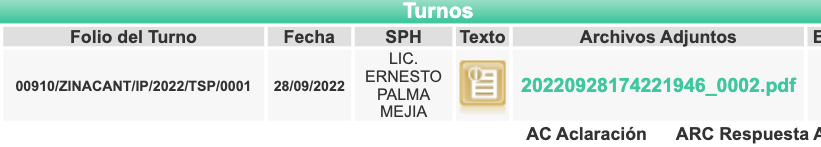 Turnos
Folio del Turno Fecha SPH Texto Archivos Adjuntos
00910/ZINACANT/IP/2022/TSP/0001 28/09/2022 LIC.
ERNESTO
PALMA
MEJIA
20220928174221946_0002.pdf
AC Aclaración ARC Respuesta